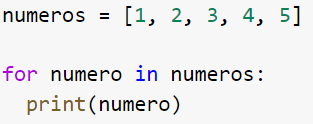 numeros = [1, 2, 3, 4, 5]
for numero in numeros:
  print(numero)